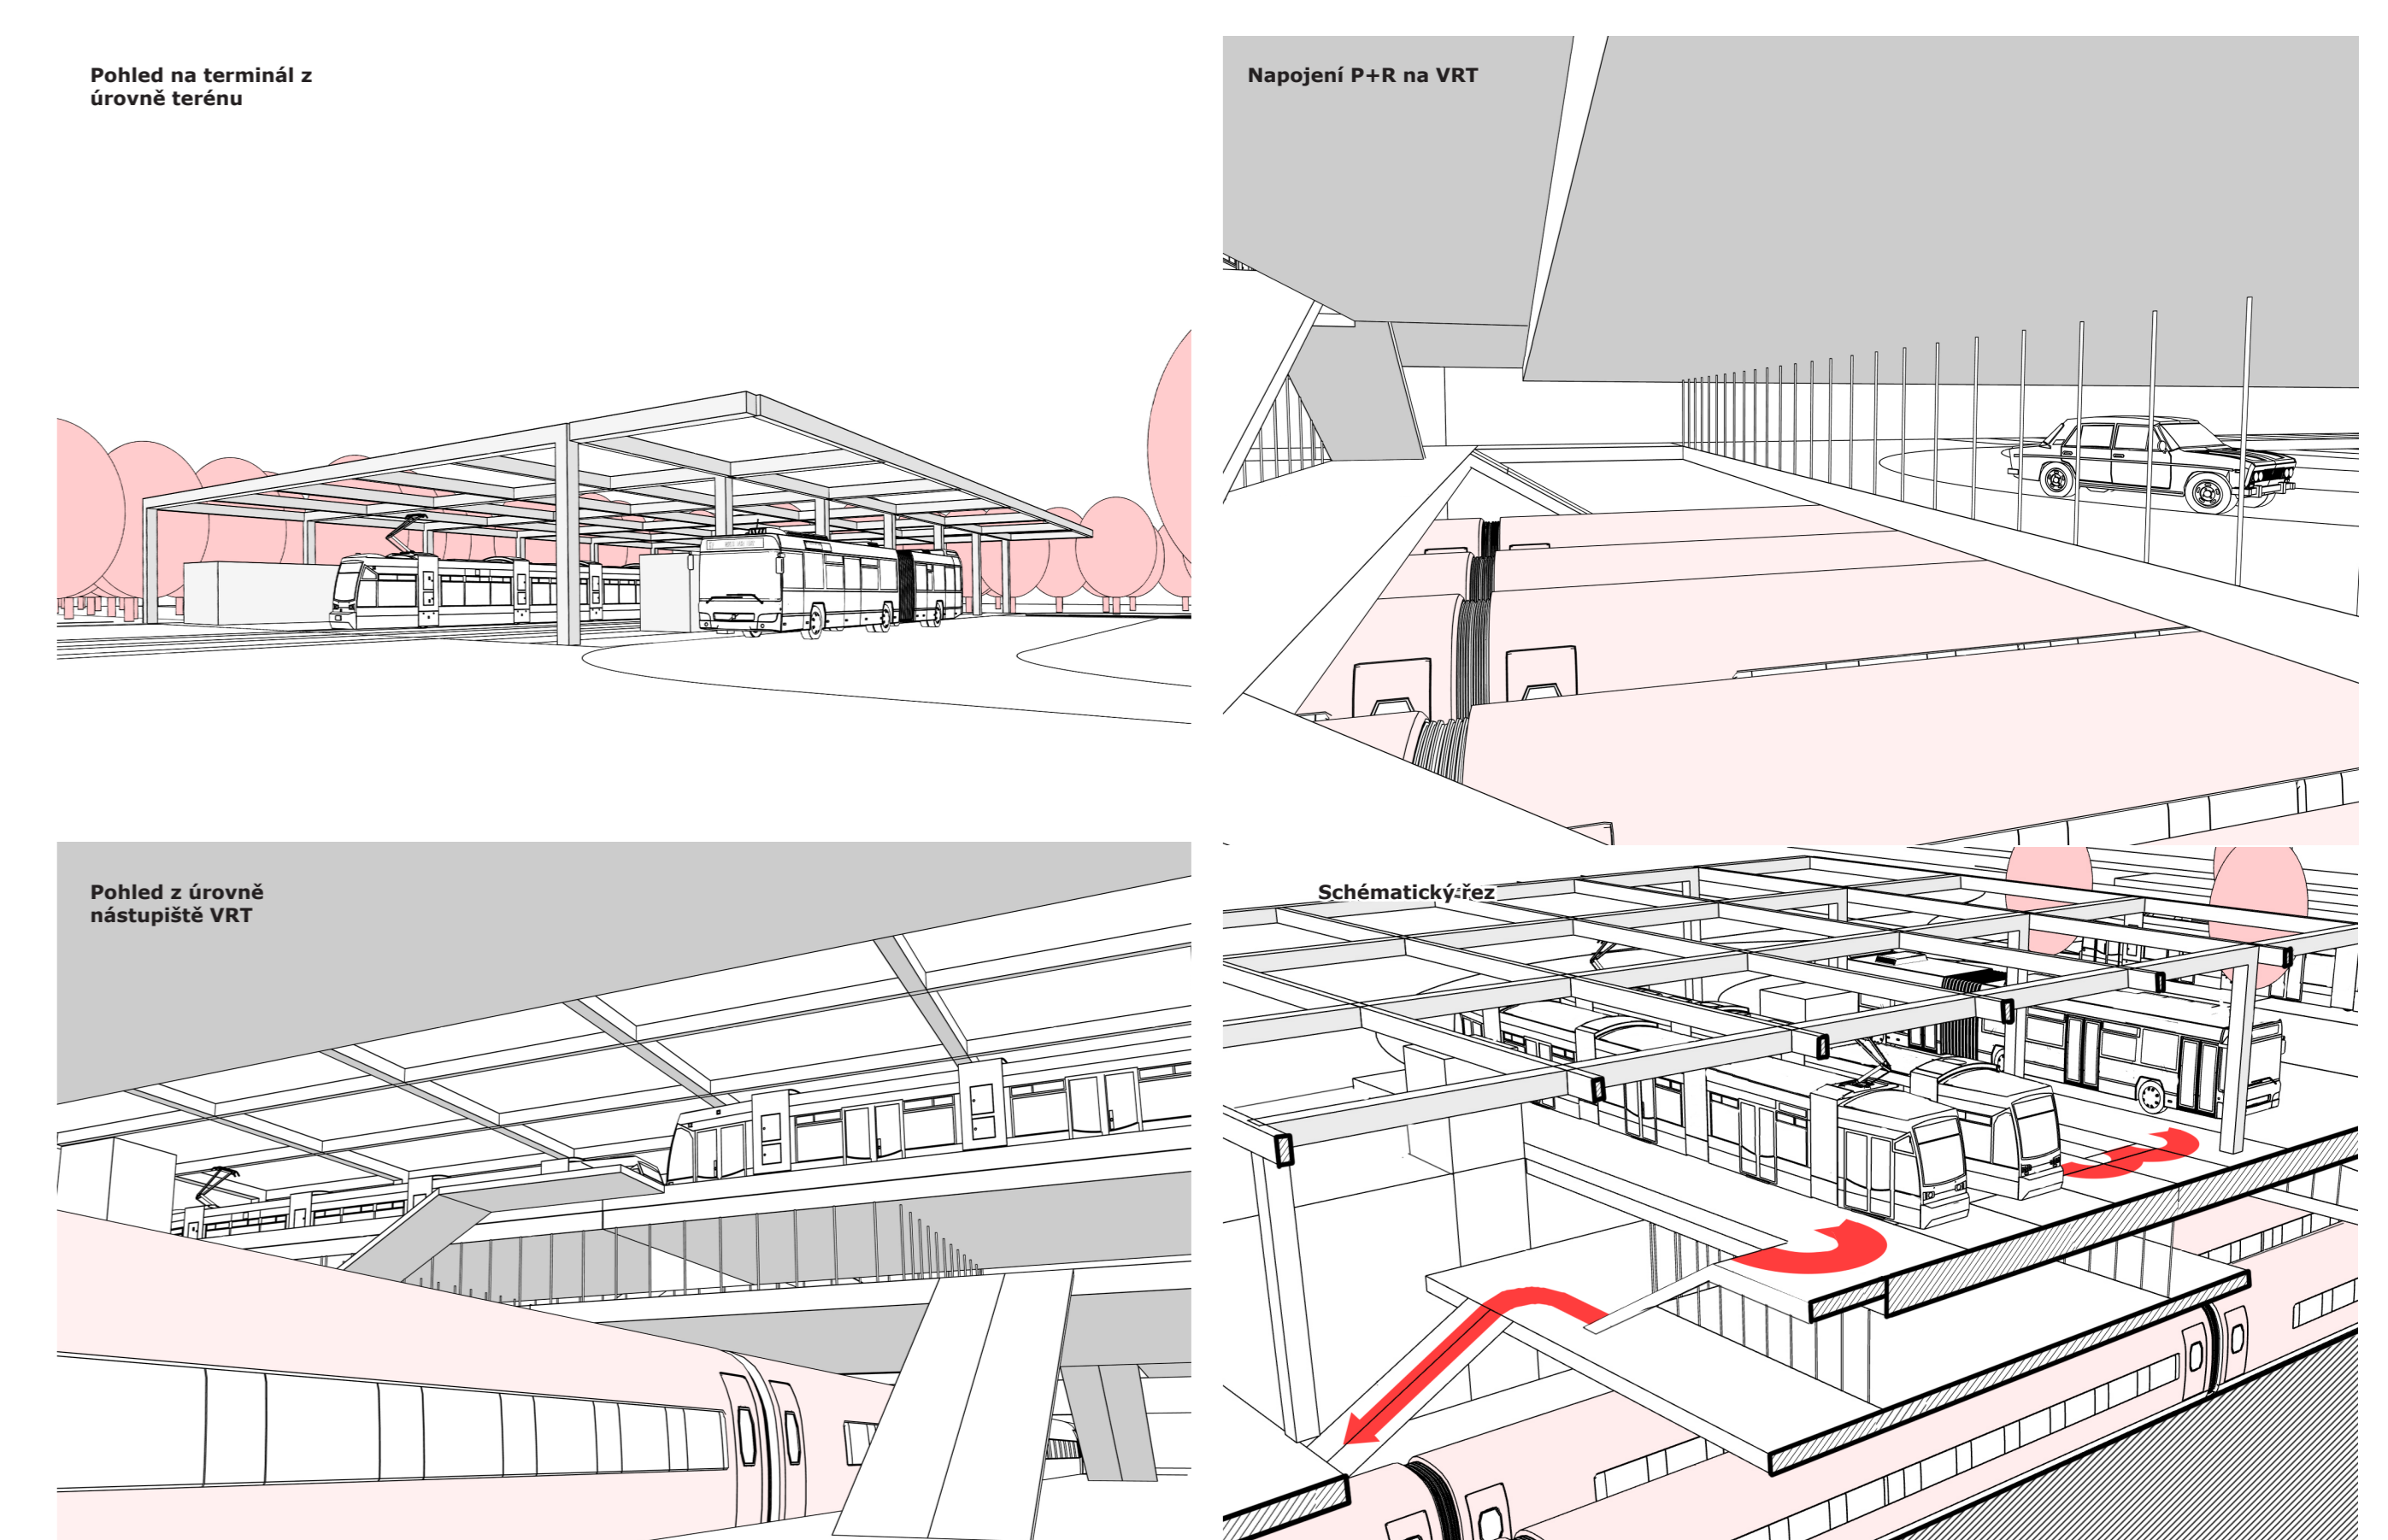 Pohled na terminál z
úrovně terénu
Napojení P+R na VRT
Pohled z úrovně
nástupiště VRT
Schématický řez